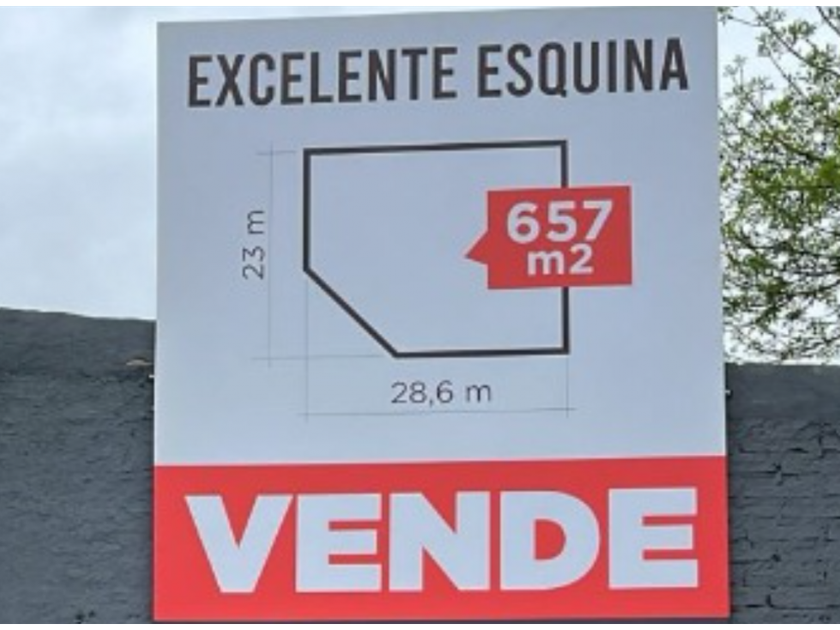 EXCELENTE ESQUINA
23 m
657
m2
28,6 m
VENDE